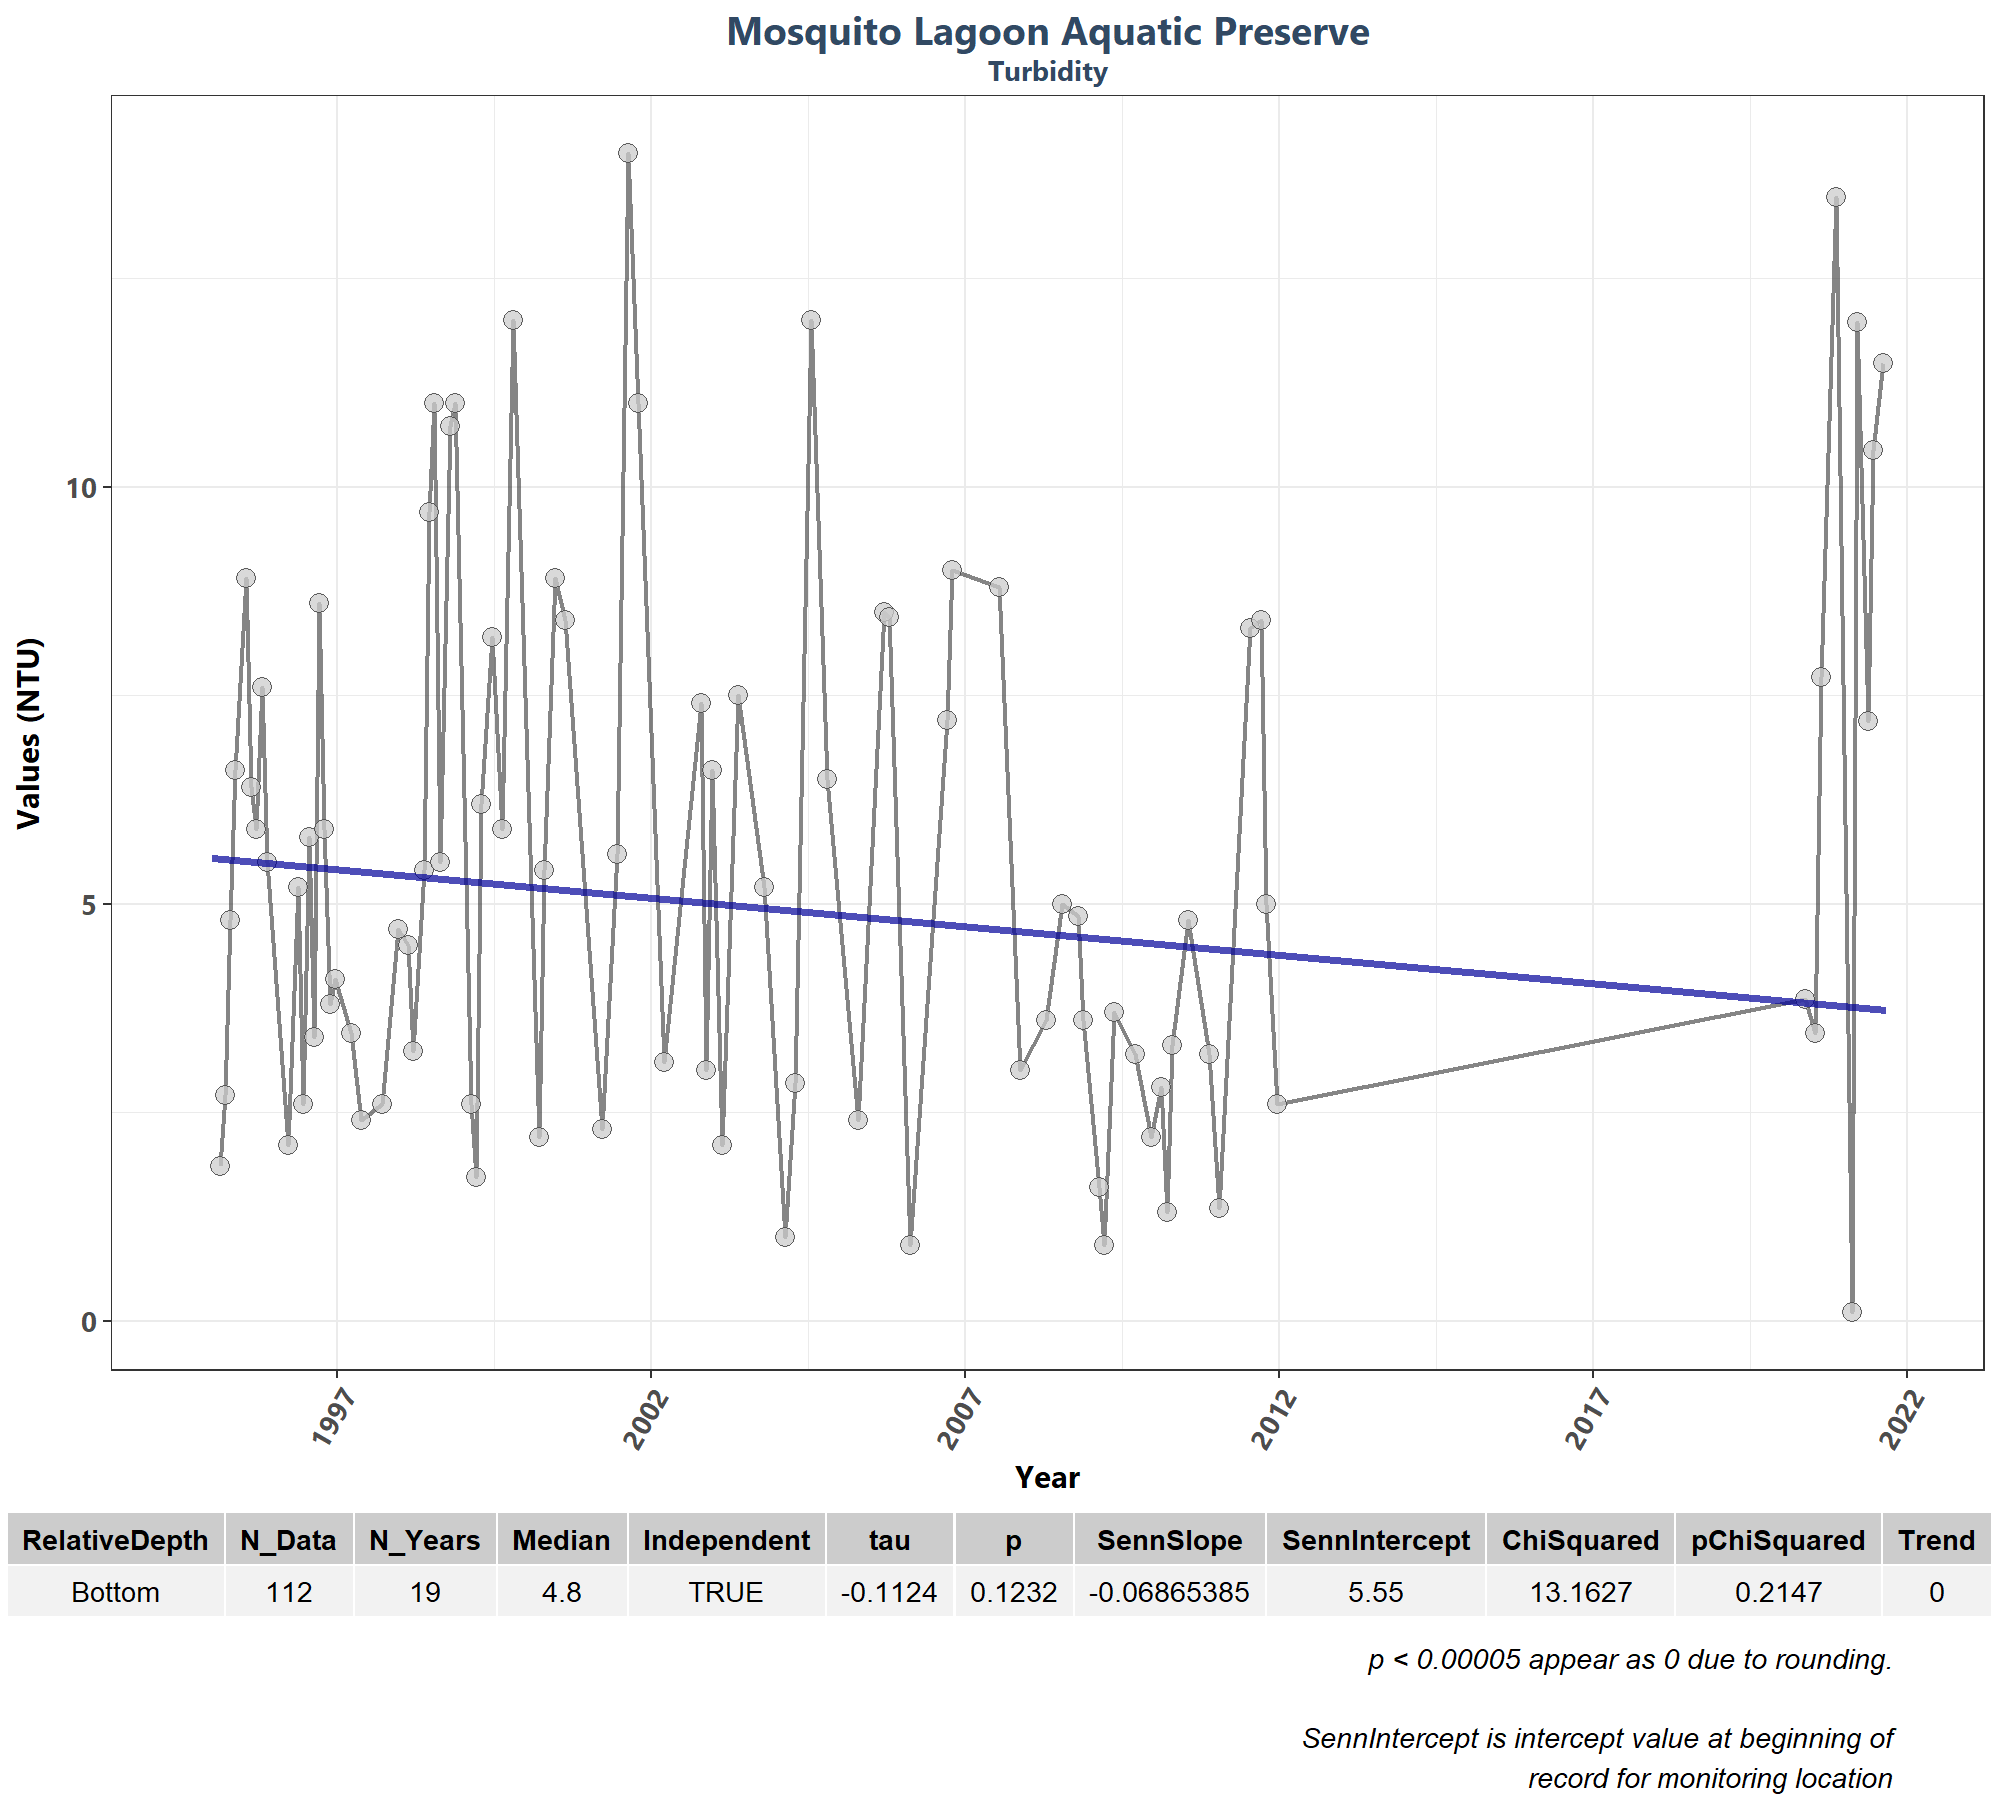 Mosquito Lagoon Aquatic Preserve
Turbidity
Values (NTU)
10
5
0
1997
2002
2007
2012
2017
2022
Year
RelativeDepth N_Data N_Years Median Independent tau p SennSlope SennIntercept ChiSquared pChiSquared Trend
Bottom 112 19 4.8 TRUE -0.1124 0.1232 -0.06865385 5.55 13.1627 0.2147 0
p < 0.00005 appear as 0 due to rounding.
SennIntercept is intercept value at beginning of
record for monitoring location